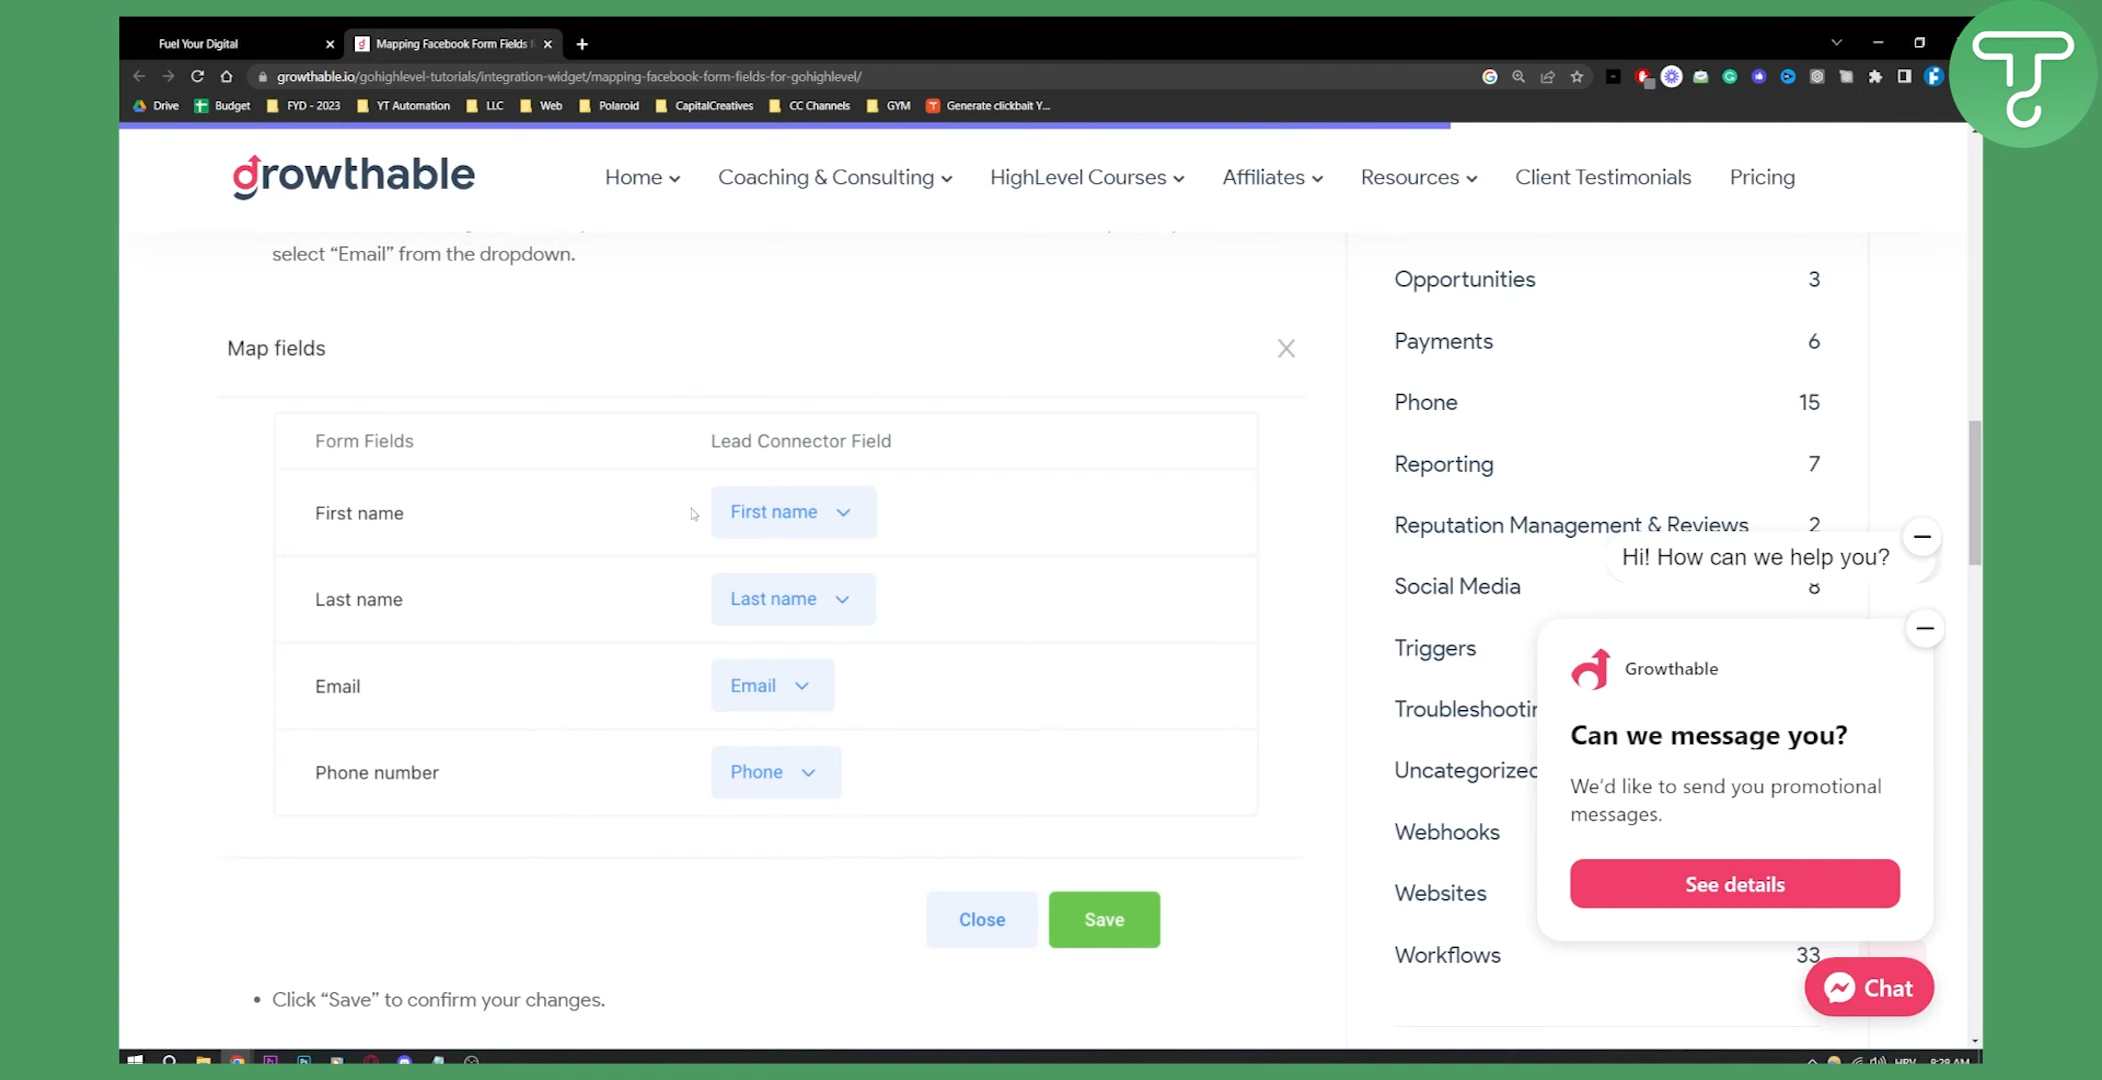 Fuel Your Digital
Mapping Facebook Form Fields
growthable.io/gohighlevel-tutorials/integration-widget/mapping-facebook-form-fields-for-gohighlevel/
Drive
Budget
FYD - 2023
YT Automation
LLC
Web
Polaroid
CapitalCreatives
CC Channels
GYM
Generate clickbait Y...
growthable
Home
Coaching & Consulting
HighLevel Courses
Affiliates
Resources
Client Testimonials
Pricing
select “Email” from the dropdown.
Map fields
Form Fields
Lead Connector Field
First name
First name
Last name
Last name
Email
Email
Phone number
Phone
Close
Save
• Click “Save” to confirm your changes.
Opportunities 3
Payments 6
Phone 15
Reporting 7
Reputation Management & Reviews 2
Hi! How can we help you?
Social Media 8
Triggers
Uncategorized
Webhooks
Websites
Workflows 33
Growthable
Can we message you?
We’d like to send you promotional
messages.
See details
Chat
HRV
8:28 AM